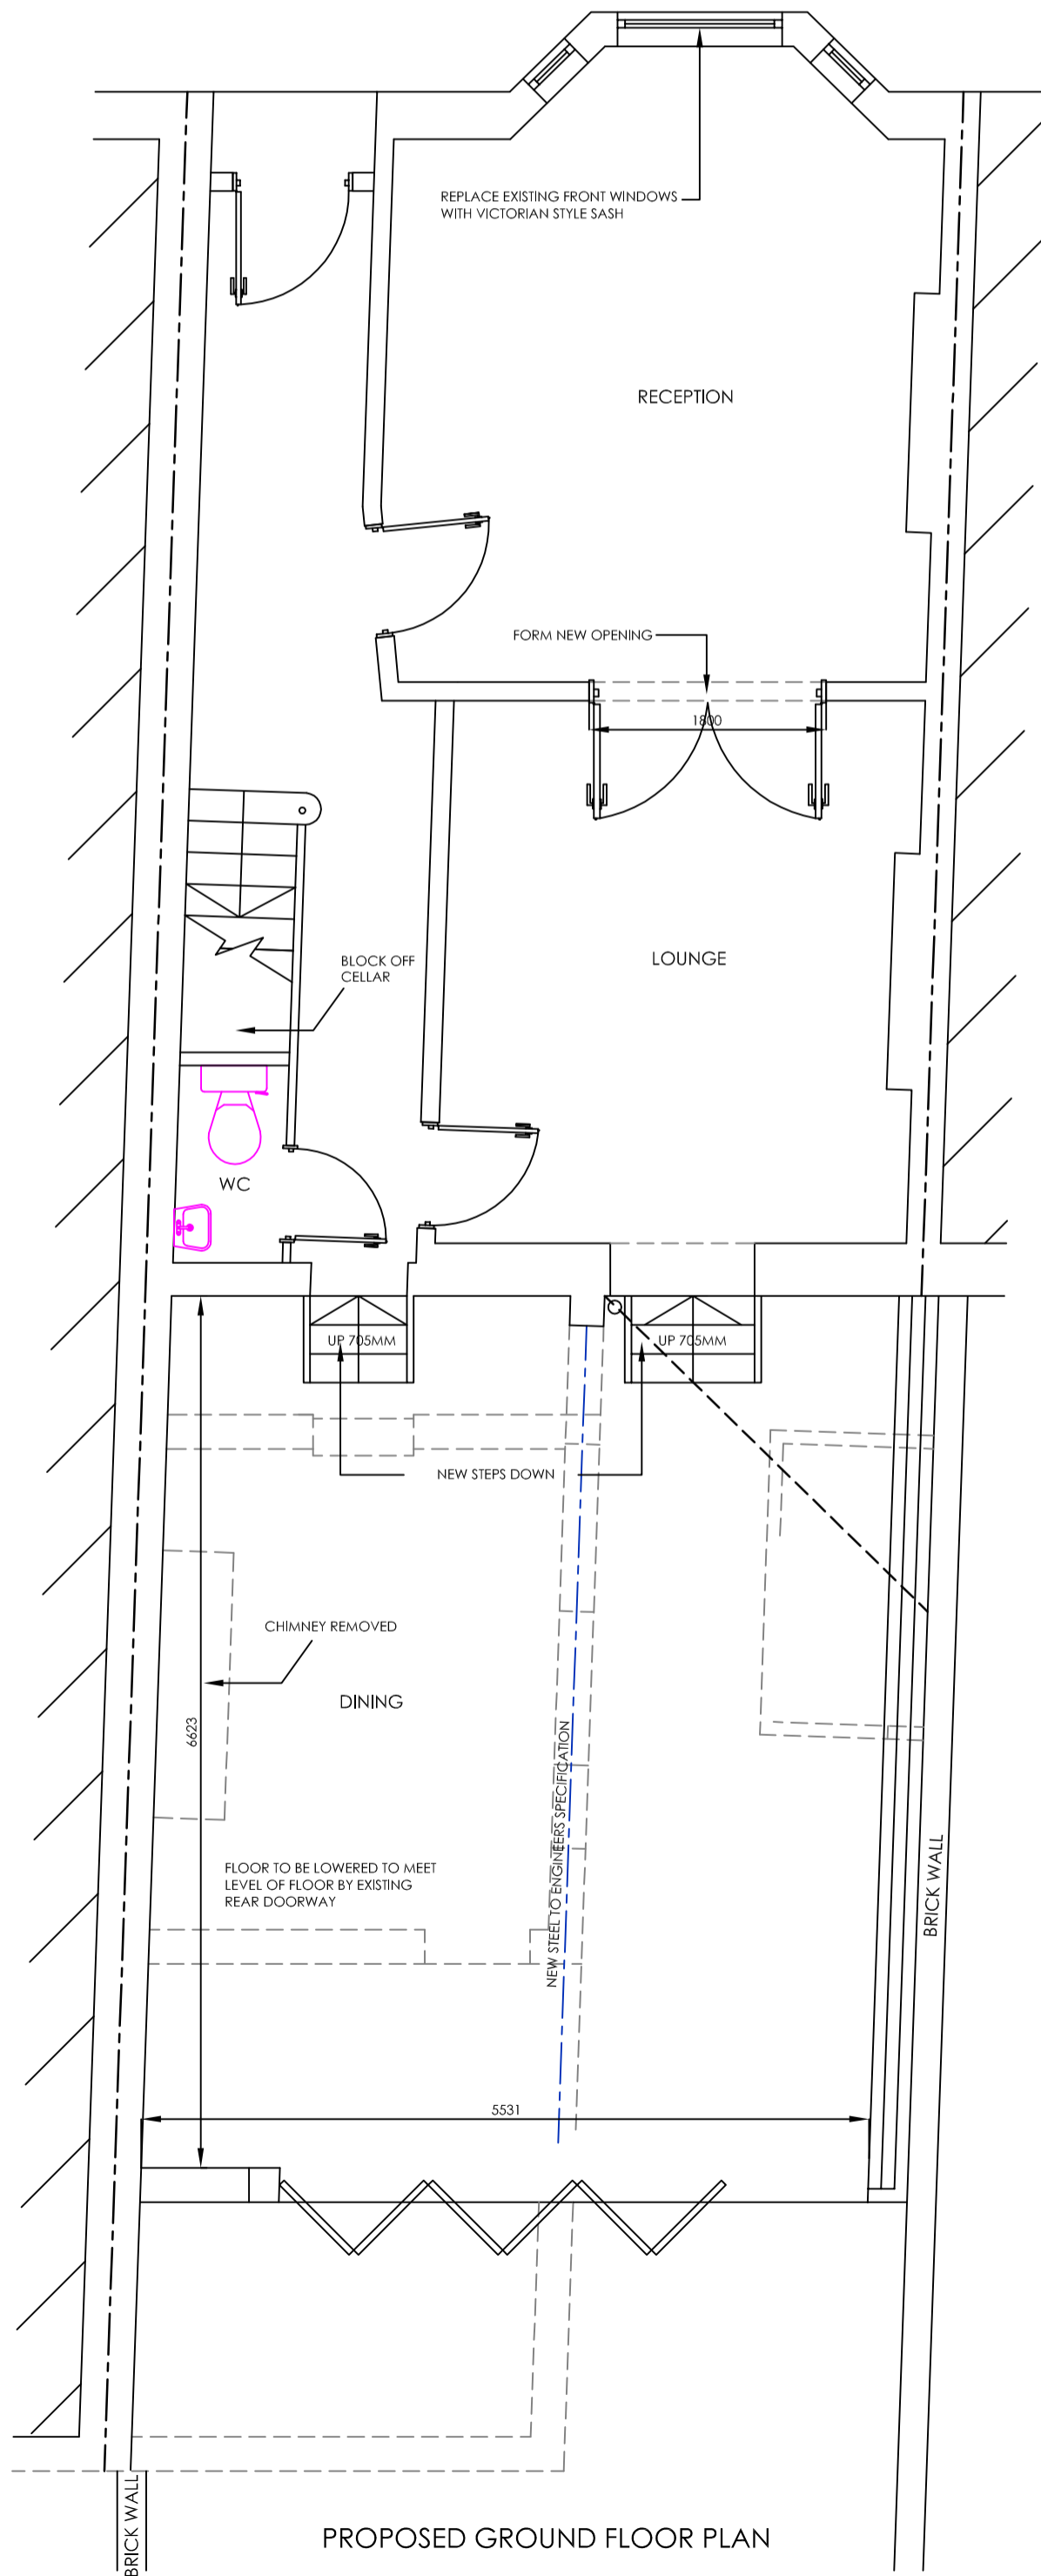 REPLACE EXISTING FRONT WINDOWS
WITH VICTORIAN STYLE SASH
RECEPTION
FORM NEW OPENING
1800
BLOCK OFF
CELLAR
LOUNGE
WC
UP 705MM
UP 705MM
NEW STEPS DOWN
CHIMNEY REMOVED
DINING
6623
NEW STEEL TO ENGINEERS SPECIFICATION
FLOOR TO BE LOWERED TO MEET
LEVEL OF FLOOR BY EXISTING
REAR DOORWAY
BRICK WALL
5531
BRICK WALL
PROPOSED GROUND FLOOR PLAN